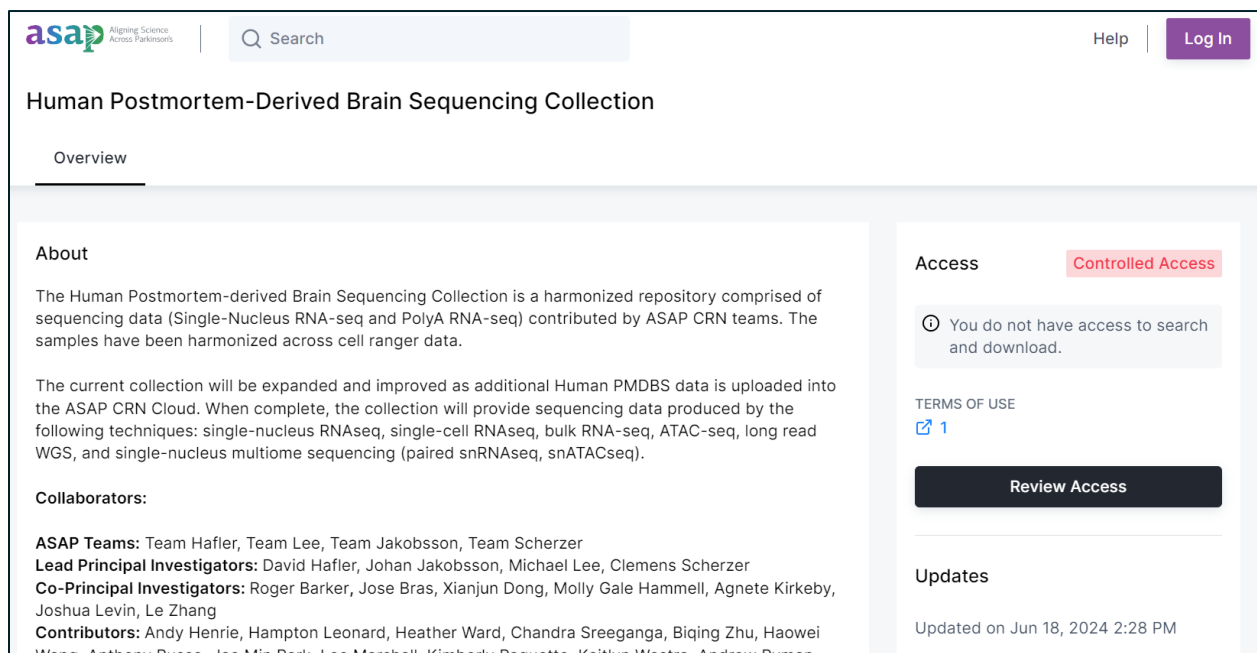 asap Aligning Science
Across Parkinson's
Search
Help
Log In
Human Postmortem-Derived Brain Sequencing Collection
Overview
About
The Human Postmortem-derived Brain Sequencing Collection is a harmonized repository comprised of
sequencing data (Single-Nucleus RNA-seq and PolyA RNA-seq) contributed by ASAP CRN teams. The
samples have been harmonized across cell ranger data.
The current collection will be expanded and improved as additional Human PMDBS data is uploaded into
the ASAP CRN Cloud. When complete, the collection will provide sequencing data produced by the
following techniques: single-nucleus RNAseq, single-cell RNAseq, bulk RNA-seq, ATAC-seq, long read
WGS, and single-nucleus multiome sequencing (paired snRNAseq, snATACseq).
Collaborators:
ASAP Teams: Team Hafler, Team Lee, Team Jakobsson, Team Scherzer
Lead Principal Investigators: David Hafler, Johan Jakobsson, Michael Lee, Clemens Scherzer
Co-Principal Investigators: Roger Barker, Jose Bras, Xianjun Dong, Molly Gale Hammell, Agnete Kirkeby,
Joshua Levin, Le Zhang
Contributors: Andy Henrie, Hampton Leonard, Heather Ward, Chandra Sreeganga, Biqing Zhu, Haowei
Access
Controlled Access
You do not have access to search
and download.
TERMS OF USE
1
Review Access
Updates
Updated on Jun 18, 2024 2:28 PM